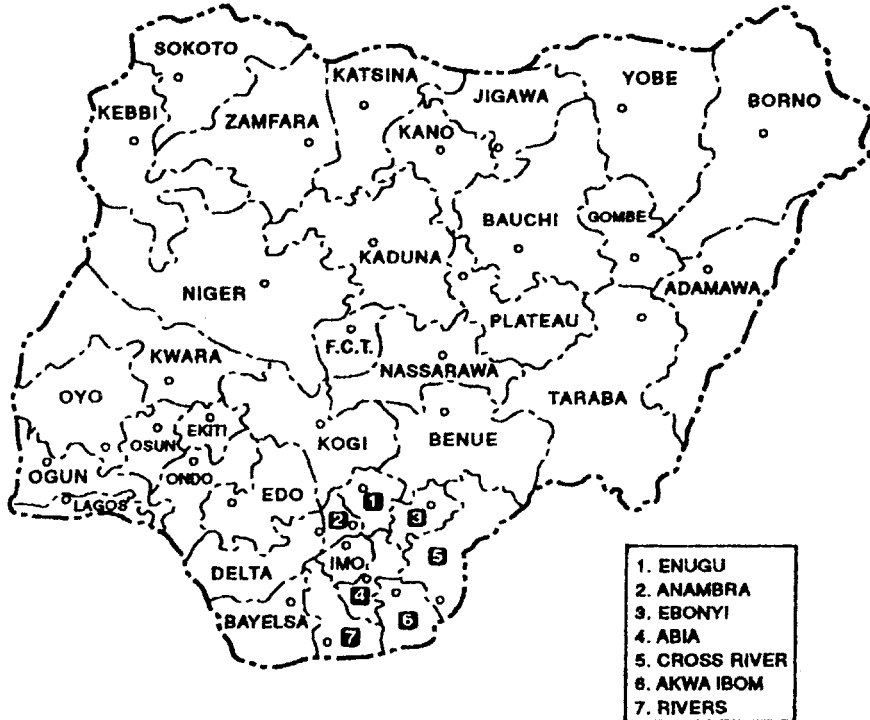 SOKOTO
KATSINA
JIGAWA
YOBE
BORNO
KEBBI
ZAMFARA
KANO
BAUCHI
GOMBE
KADUNA
NIGER
ADAMAWA
PLATEAU
F.C.T.
KWARA
NASSARAWA
OYO
TARABA
EKITI
OSUN
KOGI
BENUE
OGUN
ONDO
EDO
LAGOS
1
2
3
IMO
5
DELTA
4
BAYELSA
6
7
1. ENUGU
2. ANAMBRA
3. EBONYI
4. ABIA
5. CROSS RIVER
6. AKWA IBOM
7. RIVERS